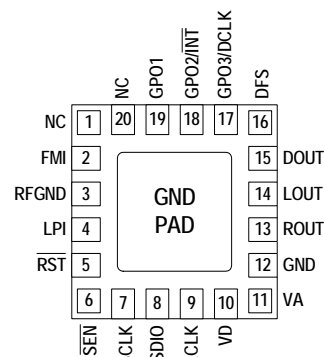 NC
GPO1
GPO2/INT
GPO3/DCLK
DFS
20
19
18
17
16
NC 1
FMI 2
RFGND 3
LPI 4
RST 5
6
GND
PAD
15 DOUT
14 LOUT
13 ROUT
12 GND
11 VA
7
8
9
10
SEN
CLK
SDIO
CLK
VD